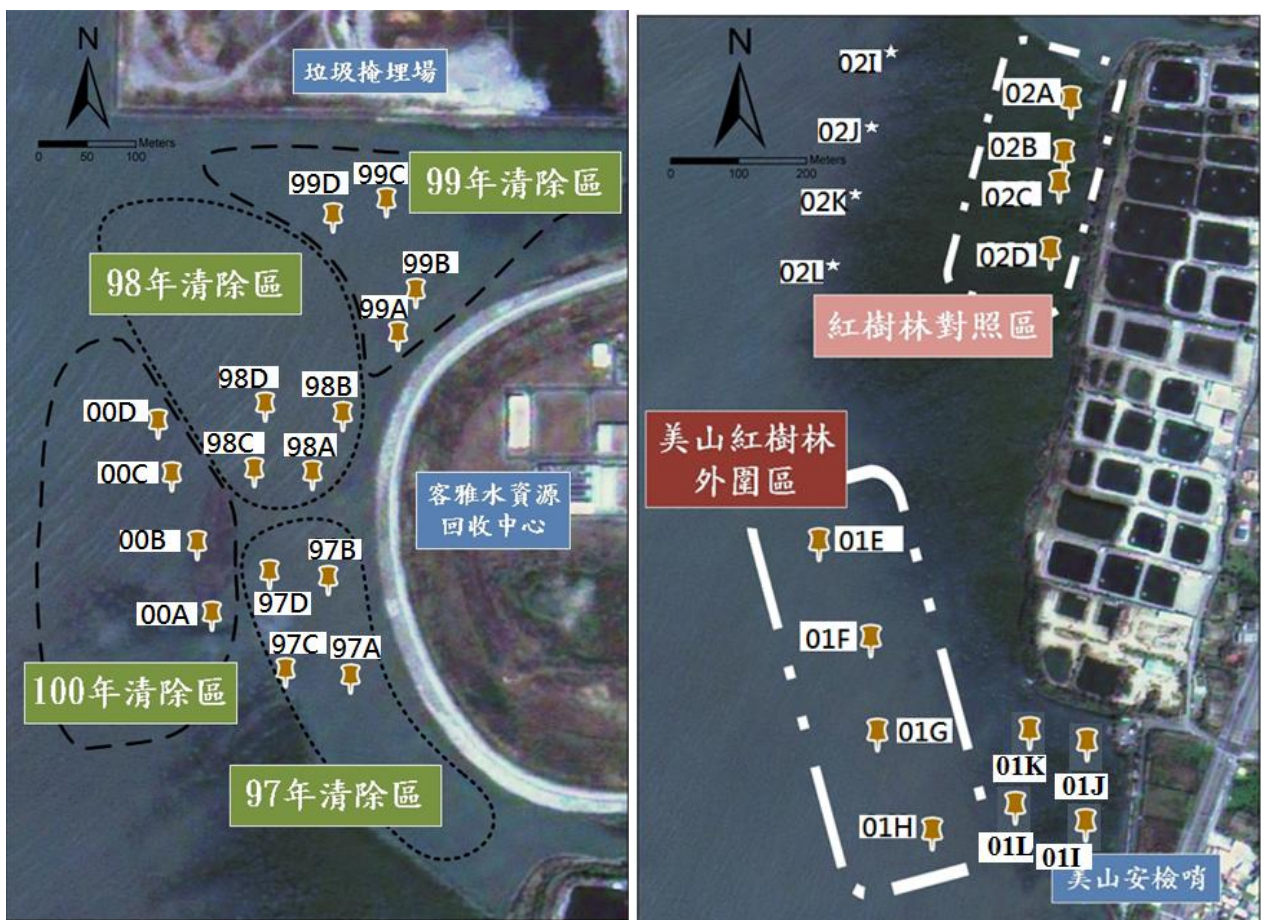 N
垃圾掩埋場
0 50 100 Meters
99D
99C
99年清除區
98年清除區
99B
99A
98D
98B
00D
98C
98A
00C
客雅水資源
回收中心
00B
97B
97D
00A
97C
97A
100年清除區
97年清除區
N
02I
02A
02J
02B
0 100 200 Meters
02C
02K
02D
02L
紅樹林對照區
美山紅樹林
外圍區
01E
01F
01G
01K
01J
01H
01L
01I
美山安檢哨